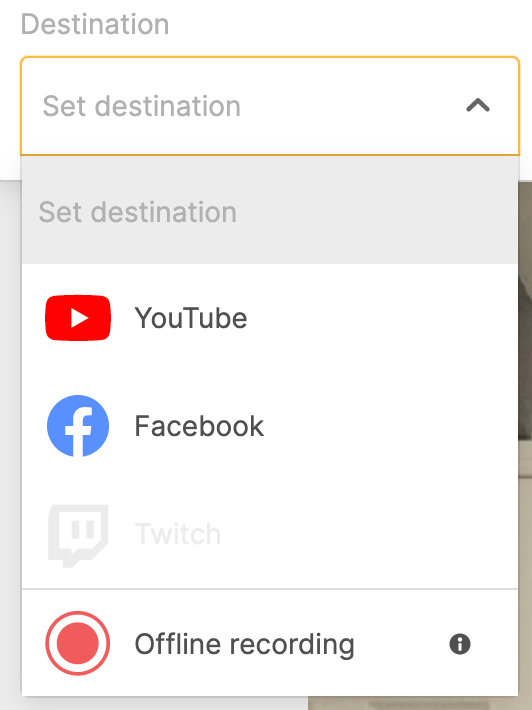 Destination
Set destination
Set destination
YouTube
Facebook
Twitch
Offline recording